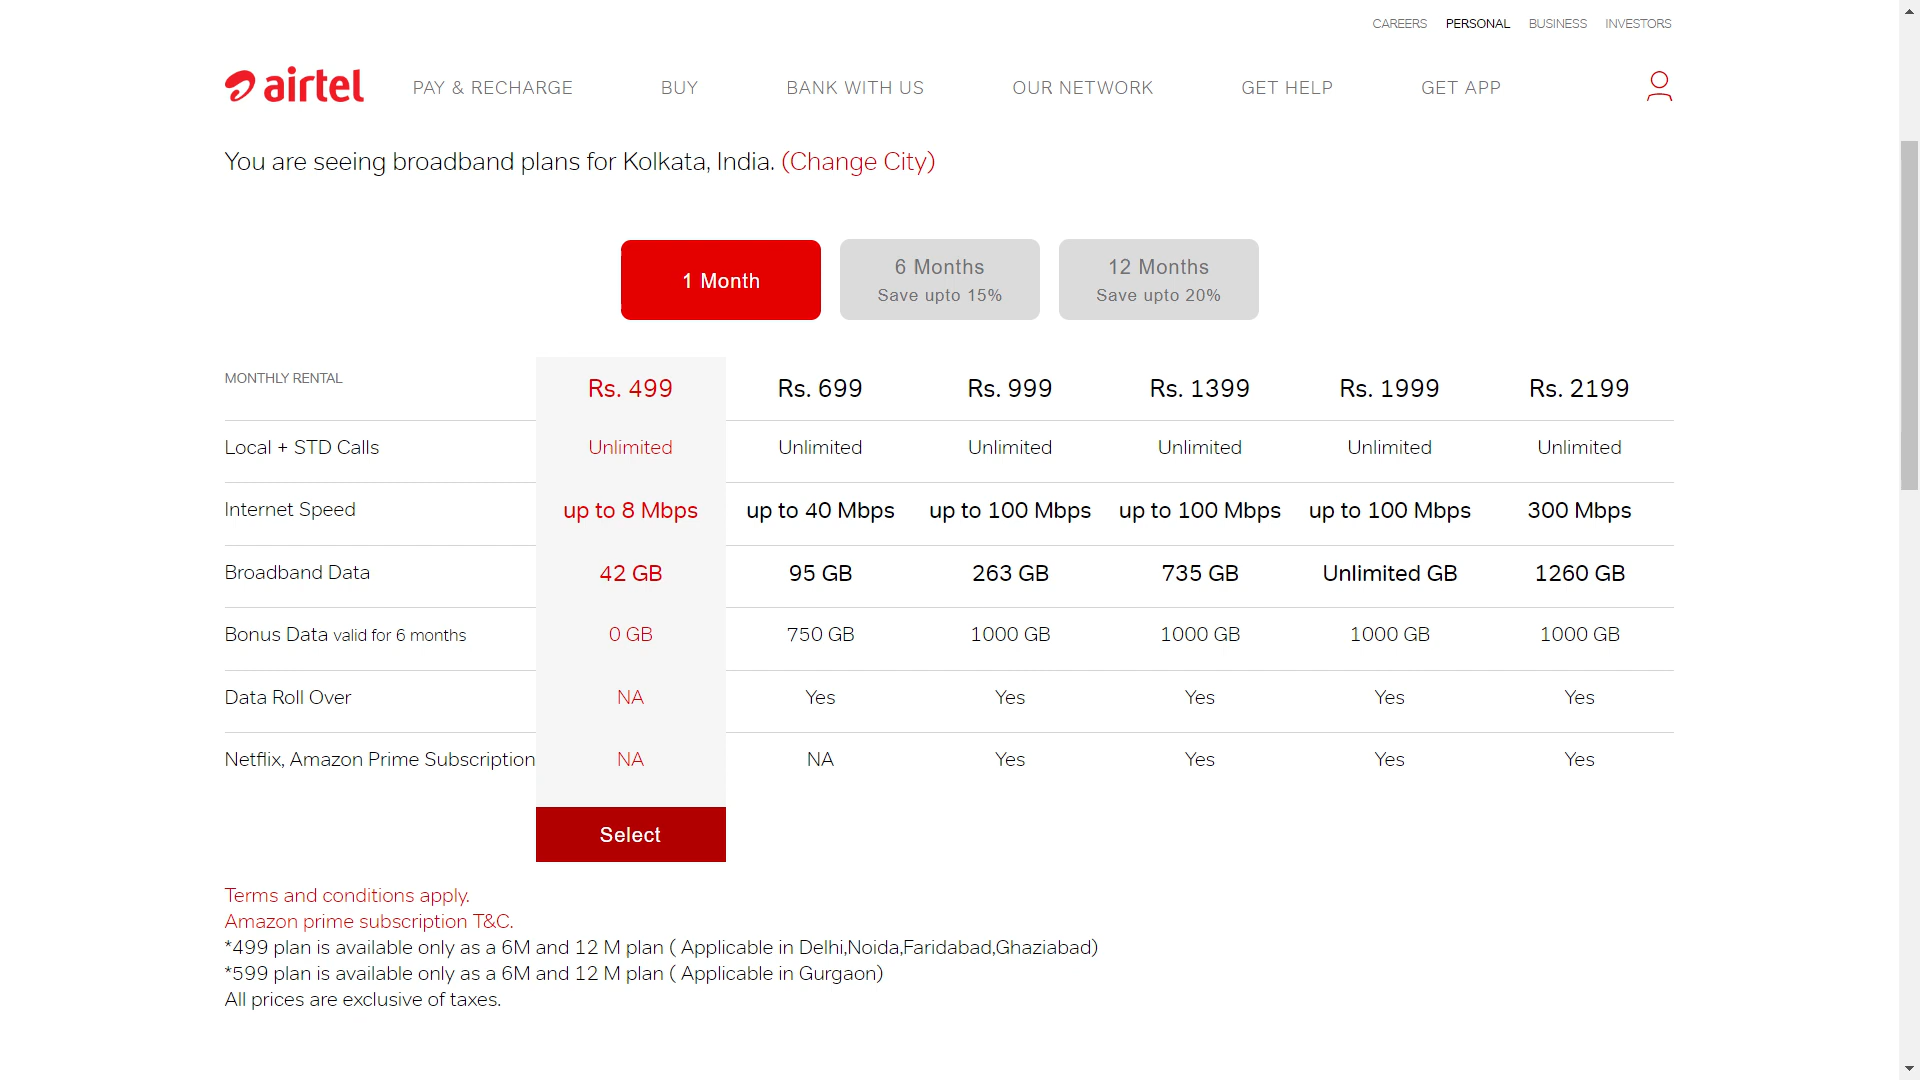 CAREERS PERSONAL BUSINESS INVESTORS
airtel PAY & RECHARGE BUY BANK WITH US OUR NETWORK GET HELP GET APP
You are seeing broadband plans for Kolkata, India. (Change City)
1 Month
6 Months
Save upto 15%
12 Months
Save upto 20%
MONTHLY RENTAL Rs. 499 Rs. 699 Rs. 999 Rs. 1399 Rs. 1999 Rs. 2199
Local + STD Calls Unlimited Unlimited Unlimited Unlimited Unlimited Unlimited
Internet Speed up to 8 Mbps up to 40 Mbps up to 100 Mbps up to 100 Mbps up to 100 Mbps 300 Mbps
Broadband Data 42 GB 95 GB 263 GB 735 GB Unlimited GB 1260 GB
Bonus Data valid for 6 months 0 GB 750 GB 1000 GB 1000 GB 1000 GB 1000 GB
Data Roll Over NA Yes Yes Yes Yes Yes
Netflix, Amazon Prime Subscription NA NA Yes Yes Yes Yes
Select
Terms and conditions apply.
Amazon prime subscription T&C.
*499 plan is available only as a 6M and 12 M plan ( Applicable in Delhi,Noida,Faridabad,Ghaziabad)
*599 plan is available only as a 6M and 12 M plan ( Applicable in Gurgaon)
All prices are exclusive of taxes.